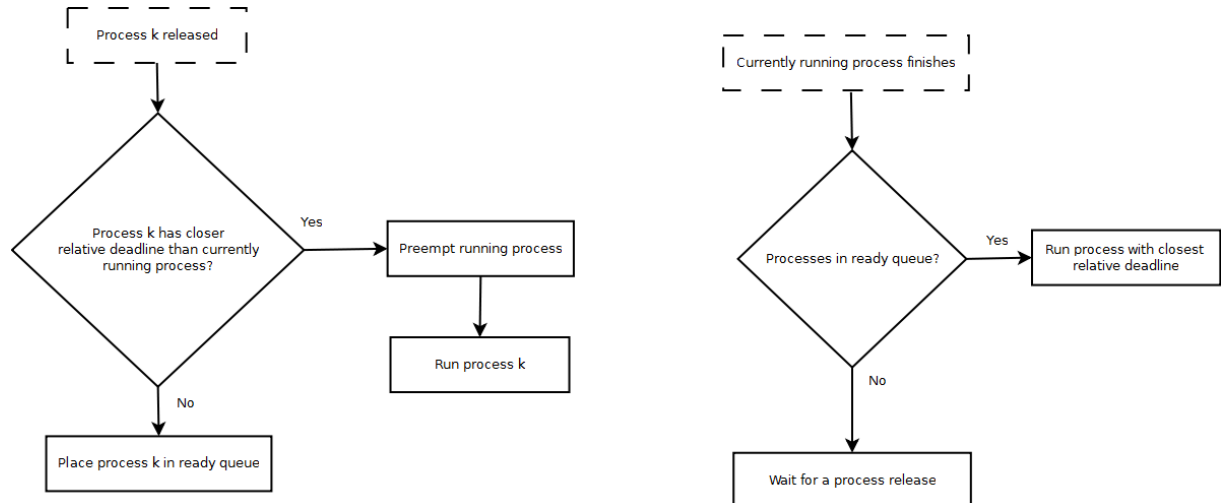 Process k released
Process k has closer
relative deadline than currently
running process?
Yes
Preempt running process
Run process k
No
Place process k in ready queue
Currently running process finishes
Processes in ready queue?
Yes
Run process with closest
relative deadline
No
Wait for a process release